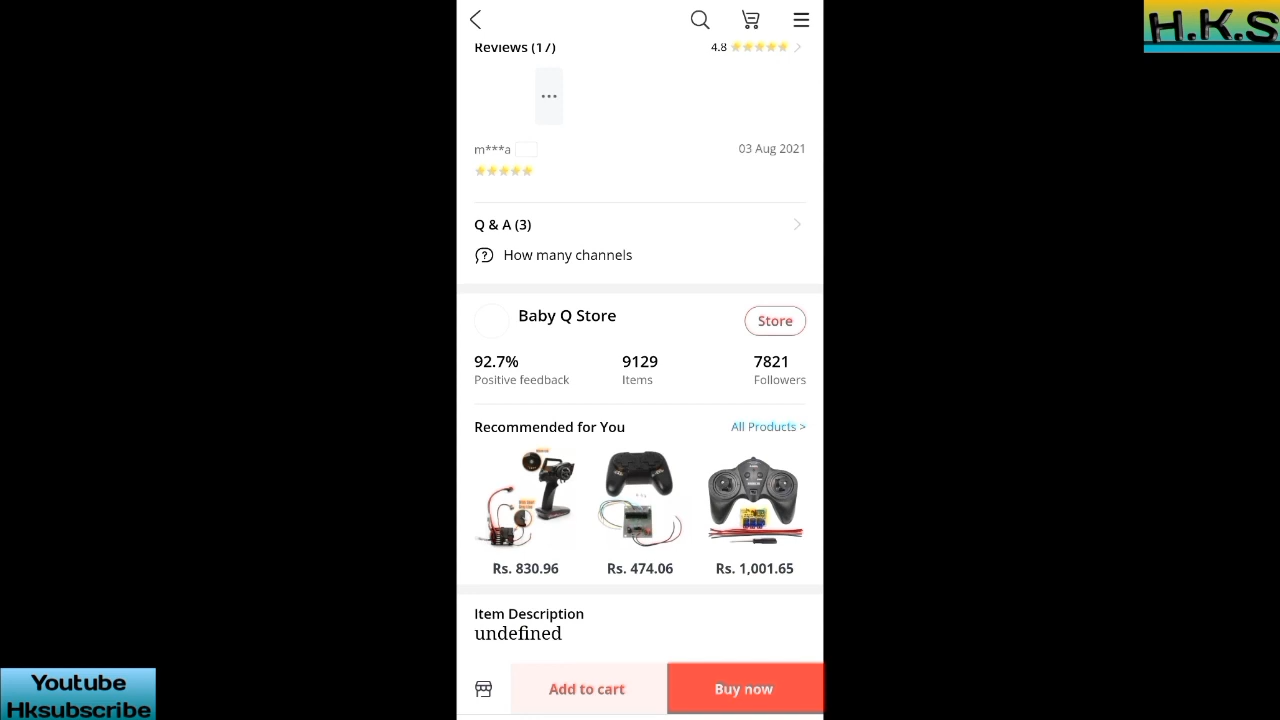 H.K.S
Reviews (17)
4.8
m***a
03 Aug 2021
Q & A (3)
How many channels
Baby Q Store
Store
92.7%
9129
7821
Positive feedback
Items
Followers
Recommended for You
All Products >
Rs. 830.96
Rs. 474.06
Rs. 1,001.65
Item Description
undefined
Add to cart
Buy now
Youtube
Hksubscribe